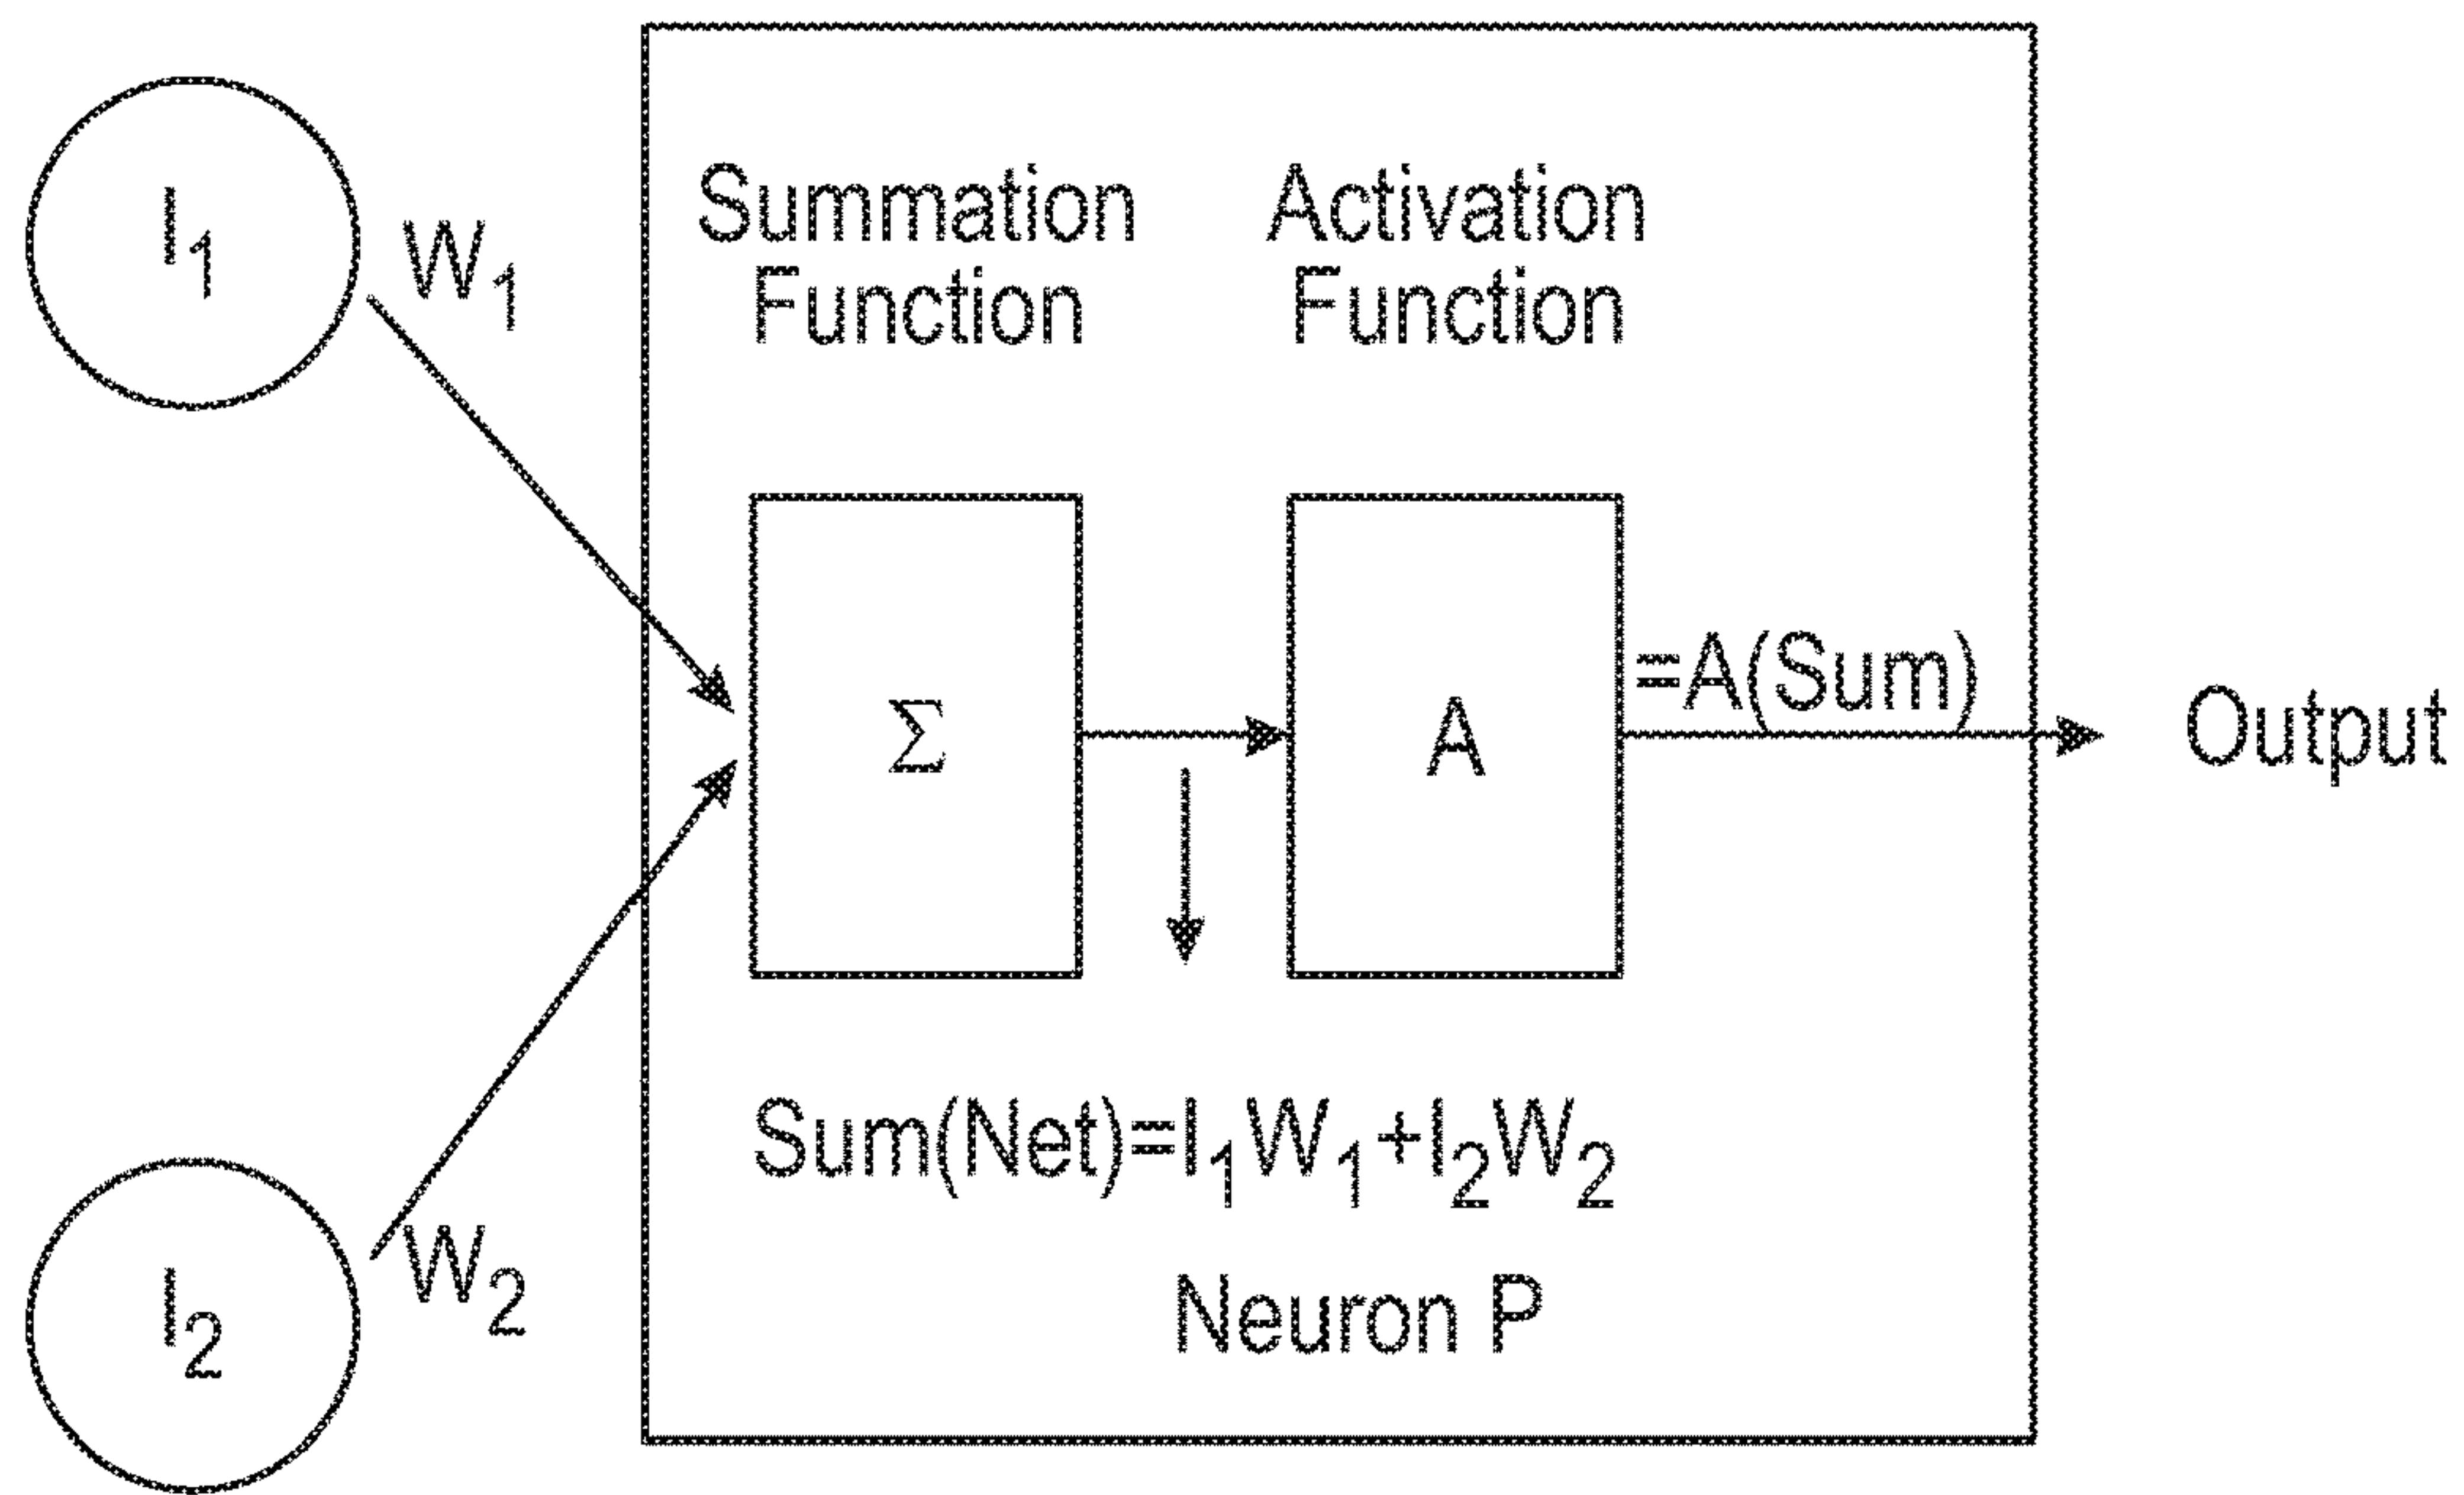 I₁
W₁
Summation
Function
Activation
Function
Σ
A
=A(Sum)
Output
Sum(Net)=I₁W₁+I₂W₂
I₂
W₂
Neuron P